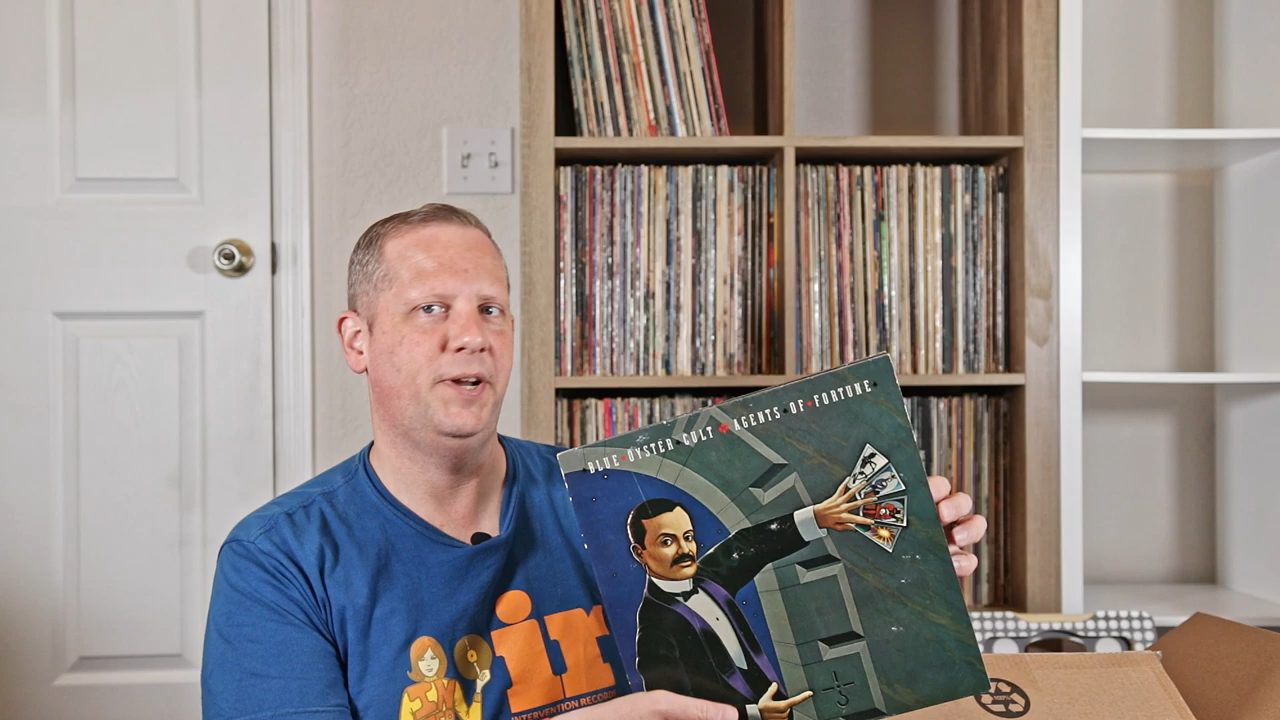 BLUE ÖYSTER CULT AGENTS OF FORTUNE
ir
INTERVENTION RECORDS
I'M